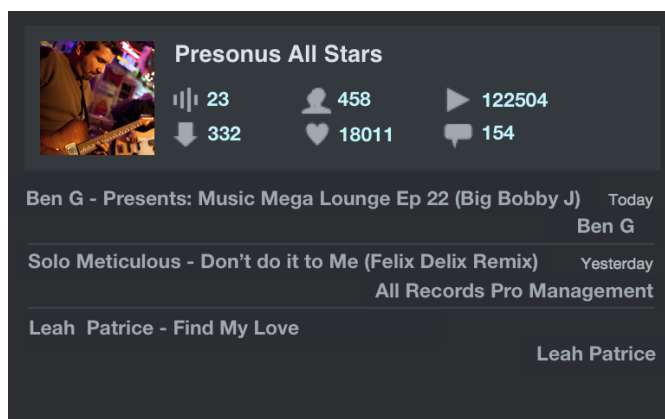 Presonus All Stars
23 458 122504
332 18011 154
Ben G - Presents: Music Mega Lounge Ep 22 (Big Bobby J) Today
Ben G
Solo Meticulous - Don’t do it to Me (Felix Delix Remix) Yesterday
All Records Pro Management
Leah Patrice - Find My Love
Leah Patrice